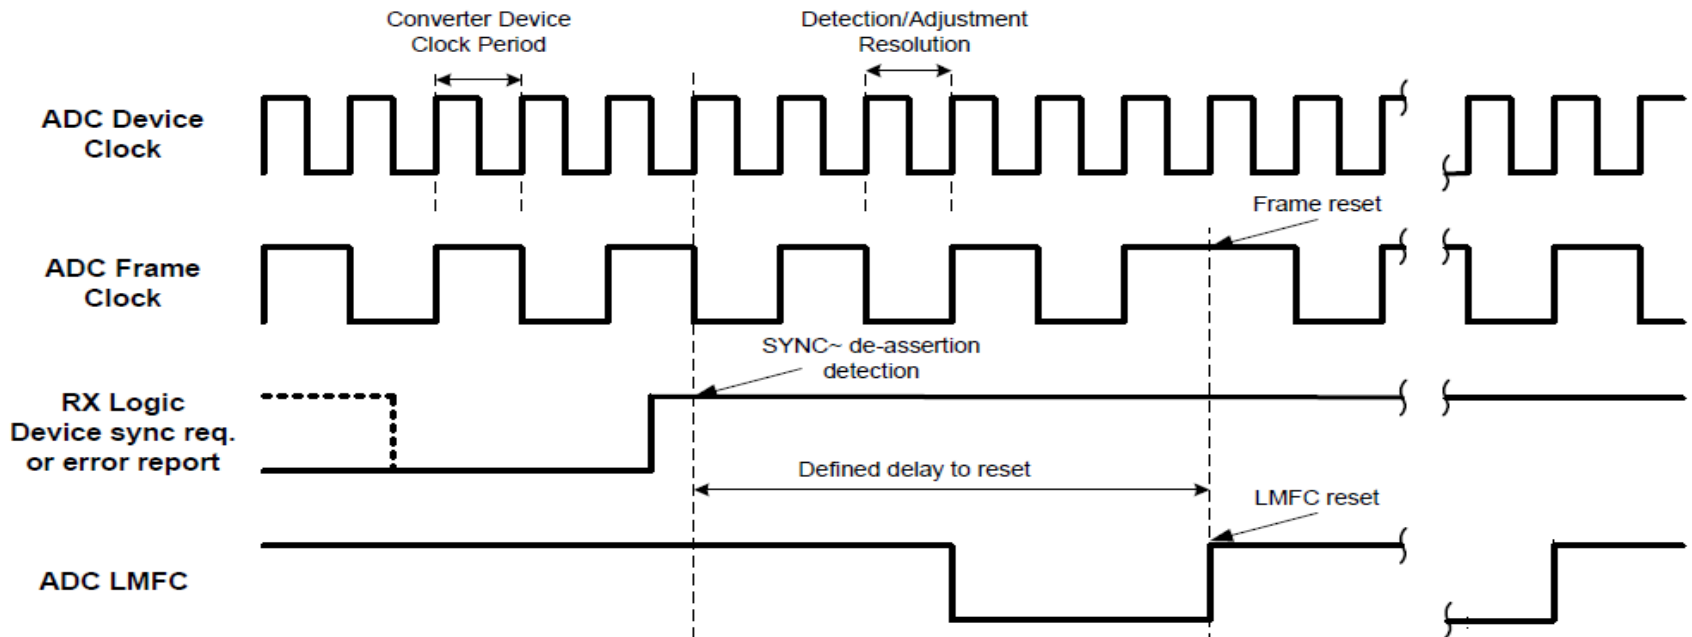 Converter Device
Clock Period
Detection/Adjustment
Resolution
ADC Device
Clock
Frame reset
ADC Frame
Clock
SYNC~ de-assertion
detection
RX Logic
Device sync req.
or error report
Defined delay to reset
LMFC reset
ADC LMFC